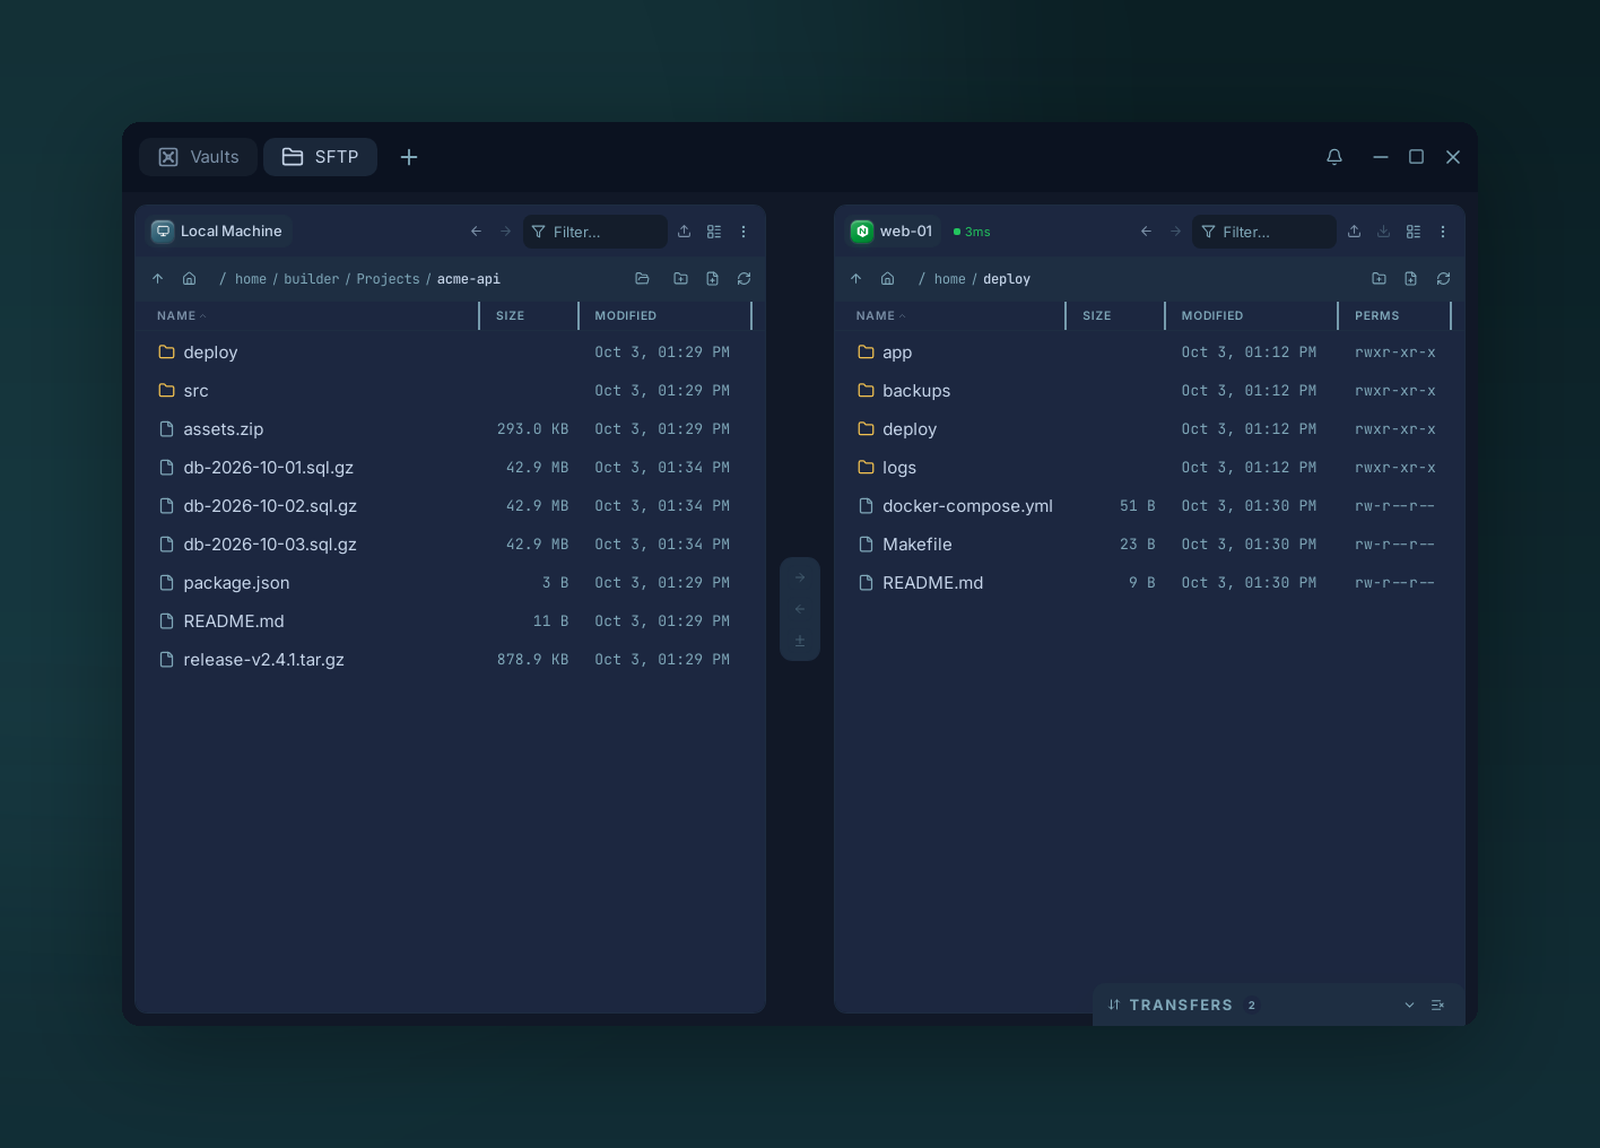 Vaults SFTP
Local Machine Filter...
/ home / builder / Projects / acme-api
NAME SIZE MODIFIED
deploy Oct 3, 01:29 PM
src Oct 3, 01:29 PM
assets.zip 293.0 KB Oct 3, 01:29 PM
db-2026-10-01.sql.gz 42.9 MB Oct 3, 01:34 PM
db-2026-10-02.sql.gz 42.9 MB Oct 3, 01:34 PM
db-2026-10-03.sql.gz 42.9 MB Oct 3, 01:34 PM
package.json 3 B Oct 3, 01:29 PM
README.md 11 B Oct 3, 01:29 PM
release-v2.4.1.tar.gz 878.9 KB Oct 3, 01:29 PM
web-01 3ms Filter...
/ home / deploy
NAME SIZE MODIFIED PERMS
app Oct 3, 01:12 PM rwxr-xr-x
backups Oct 3, 01:12 PM rwxr-xr-x
deploy Oct 3, 01:12 PM rwxr-xr-x
logs Oct 3, 01:12 PM rwxr-xr-x
docker-compose.yml 51 B Oct 3, 01:30 PM rw-r--r--
Makefile 23 B Oct 3, 01:30 PM rw-r--r--
README.md 9 B Oct 3, 01:30 PM rw-r--r--
TRANSFERS 2